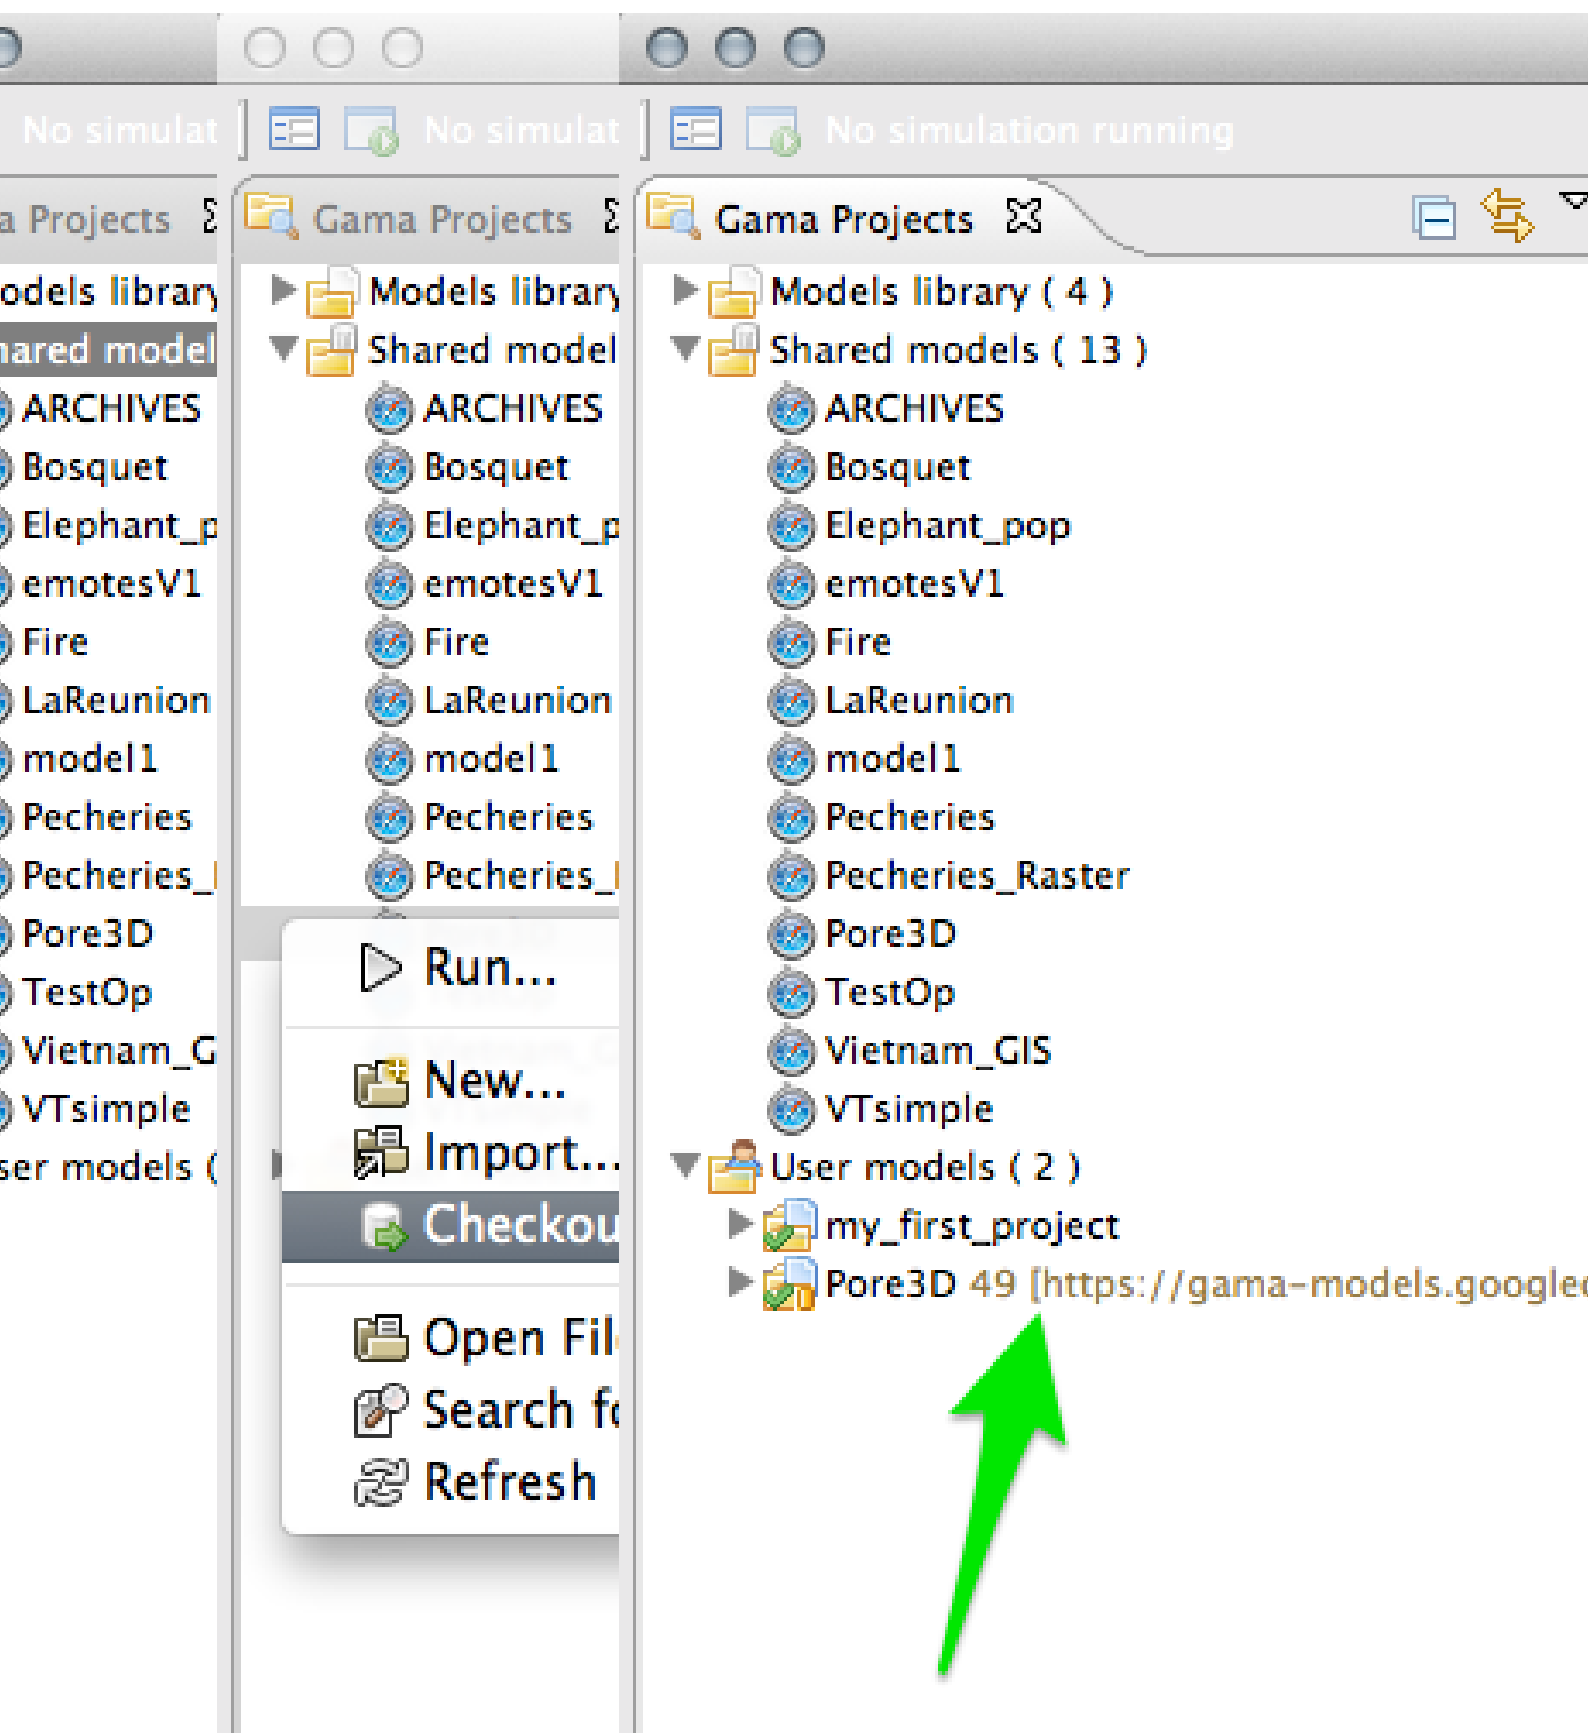 No simulat
a Projects
odels library
hared model
ARCHIVES
Bosquet
Elephant_p
emotesV1
Fire
LaReunion
model1
Pecheries
Pecheries_
Pore3D
TestOp
Vietnam_G
VTsimple
ser models (
No simulat
Gama Projects
Models library
Shared model
ARCHIVES
Bosquet
Elephant_p
emotesV1
Fire
LaReunion
model1
Pecheries
Pecheries_
Run...
New...
Import...
Checkou
Open Fil
Search fo
Refresh
No simulation running
Gama Projects
Models library ( 4 )
Shared models ( 13 )
ARCHIVES
Bosquet
Elephant_pop
emotesV1
Fire
LaReunion
model1
Pecheries
Pecheries_Raster
Pore3D
TestOp
Vietnam_GIS
VTsimple
User models ( 2 )
my_first_project
Pore3D 49 [https://gama-models.googlec